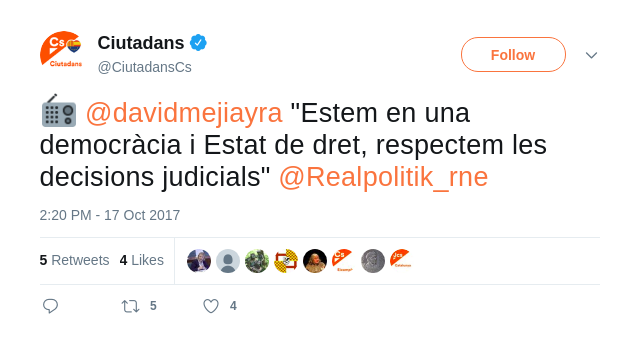 Cs
Ciutadans
Ciutadans
@CiutadansCs
Follow
@davidmejiayra "Estem en una
democràcia i Estat de dret, respectem les
decisions judicials" @Realpolitik_rne
2:20 PM - 17 Oct 2017
5 Retweets 4 Likes
5
4